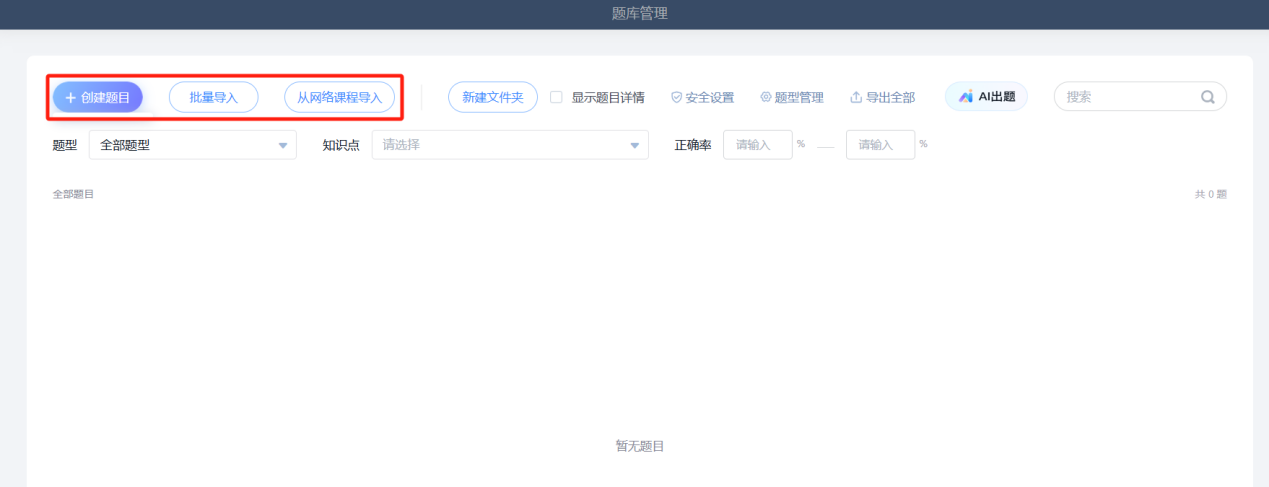 题库管理
+ 创建题目 批量导入 从网络课程导入 新建文件夹 显示题目详情 安全设置 题型管理 导出全部 AI出题 搜索
题型 全部题型 知识点 请选择 正确率 请输入 % — 请输入 %
全部题目 共 0 题
暂无题目